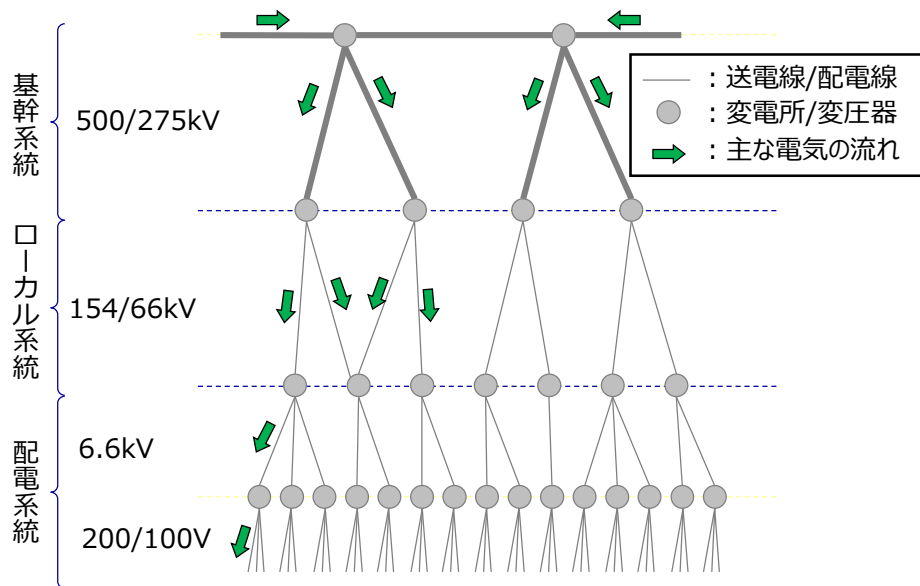 基幹系統
500/275kV
ローカル系統
154/66kV
配電系統
6.6kV
200/100V
：送電線/配電線
：変電所/変圧器
：主な電気の流れ